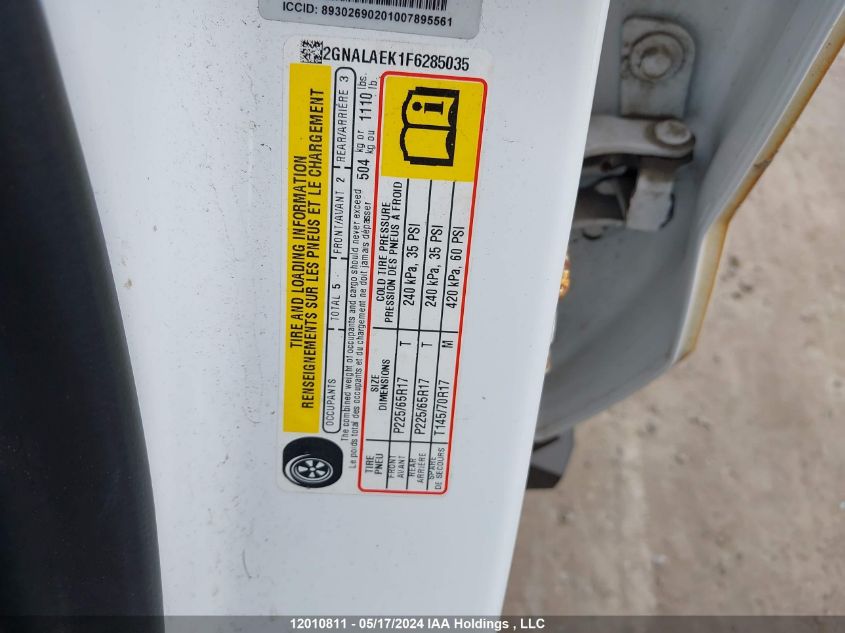 ICCID: 89302690201007895561
2GNALAEK1F6285035
TIRE AND LOADING INFORMATION
RENSEIGNEMENTS SUR LES PNEUS ET LE CHARGEMENT
OCCUPANTS TOTAL 5 FRONT/AVANT 2 REAR/ARRIÈRE 3
The combined weight of occupants and cargo should never exceed 504 kg or 1110 lbs.
Le poids total des occupants et du chargement ne doit jamais dépasser kg ou lb.
TIRE SIZE COLD TIRE PRESSURE
PNEU DIMENSIONS PRESSION DES PNEUS À FROID
FRONT
AVANT P225/65R17 T 240 kPa, 35 PSI
REAR
ARRIÈRE P225/65R17 T 240 kPa, 35 PSI
SPARE
DE SECOURS T145/70R17 M 420 kPa, 60 PSI
12010811 - 05/17/2024 IAA Holdings , LLC